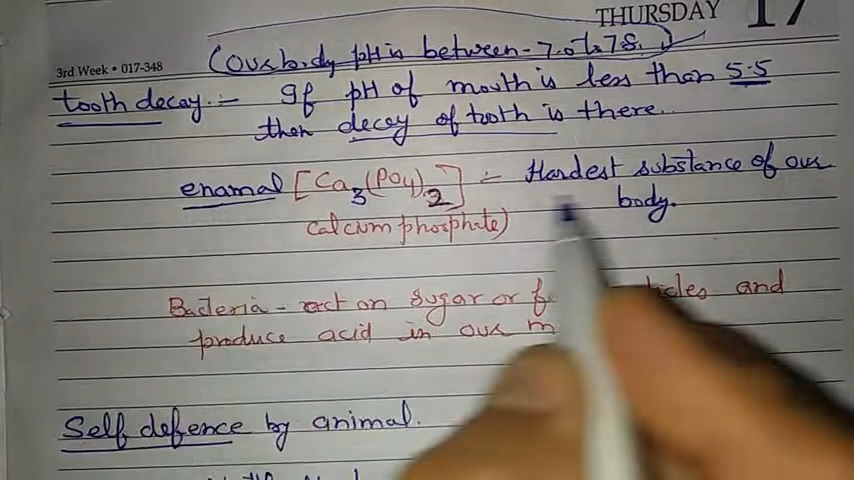 THURSDAY 17
3rd Week • 017-348
(Our body pH is between - 7.0 to 7.8.)
tooth decay :- If pH of mouth is less than 5.5
then decay of tooth is there.
enamal [Ca3(PO4)2] :- Hardest substance of our
body.
calcium phosphate)
Bacteria - act on sugar or and
produce acid in our
Self defence by animal.